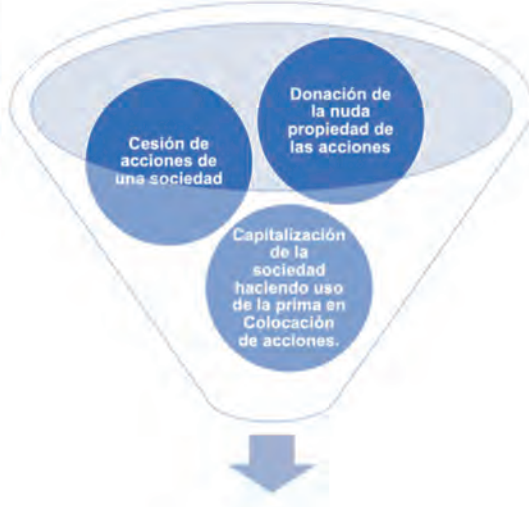 Cesión de
acciones de
una sociedad
Donación de
la nuda
propiedad de
las acciones
Capitalización
de la
sociedad
haciendo uso
de la prima en
Colocación
de acciones.